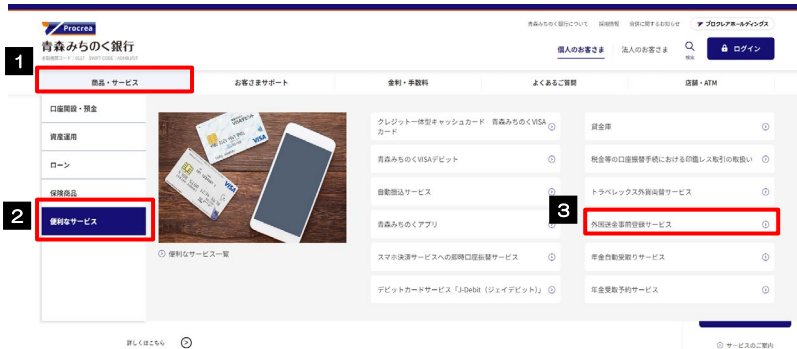 Procrea
青森みちのく銀行について 採用情報 合併に関するお知らせ プロクレアホールディングス
青森みちのく銀行
個人のお客さま 法人のお客さま 検索 ログイン
1
商品・サービス お客さまサポート 金利・手数料 よくあるご質問 店舗・ATM
口座開設・預金
資産運用
ローン
保険商品
2
便利なサービス
VISA
VISA
便利なサービス一覧
クレジット一体型キャッシュカード 青森みちのくVISA
カード
青森みちのくVISAデビット
自動振込サービス
青森みちのくアプリ
スマホ決済サービスへの即時口座振替サービス
デビットカードサービス「J-Debit（ジェイデビット）」
貸金庫
税金等の口座振替手続における印鑑レス取引の取扱い
トラベレックス外貨両替サービス
3
外国送金事前登録サービス
年金自動受取りサービス
年金受取予約サービス
詳しくはこちら
サービスのご案内